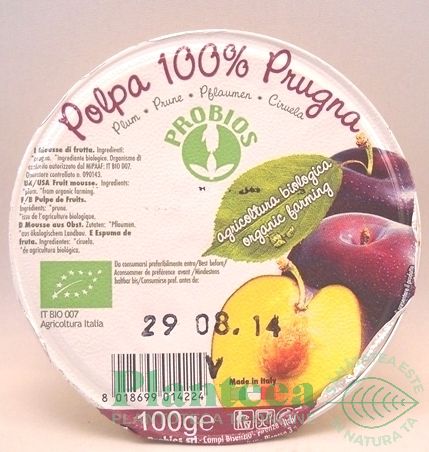 Polpa 100% Prugna
Plum • Prune • Pflaumen • Ciruela
PROBIOS
I Mousse di frutta. Ingredienti:
*prugna. *ingrediente biologico. Organismo di
controllo autorizzato dal MiPAAF: IT BIO 007.
Operatore controllato n. 090143.
UK/USA Fruit mousse. Ingredients:
*plum. *from organic farming.
F/B Pulpe de fruits.
Ingrédients: *prune.
*issu de l'agriculture biologique.
D Mousse aus Obst. Zutaten: *Pflaumen.
*aus ökologischem Landbau. E Espuma de
fruta. Ingredientes: *ciruela.
*de agricultura biológica.
agricoltura biologica
organic farming
Da consumarsi preferibilmente entro/Best before/
À consommer de préférence avant /Mindestens
haltbar bis/Consumirse pref. antes de:
IT BIO 007
Agricoltura Italia
29 08.14
V
Made in Italy
8 018699 014224
Planteea
100g e
Probios srl